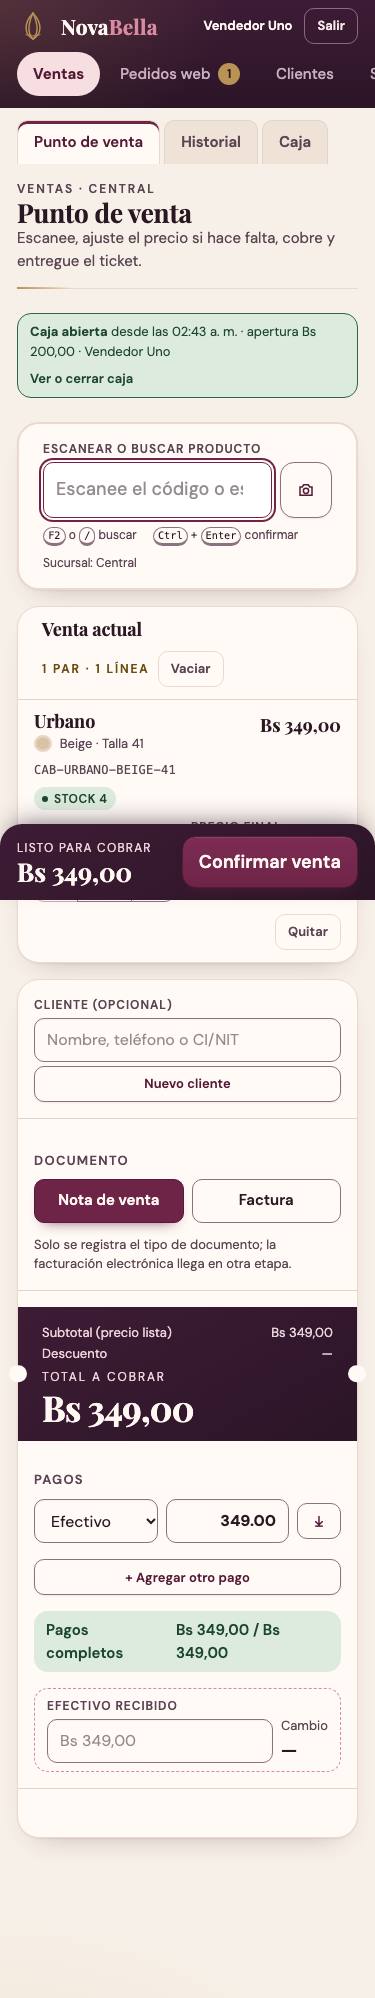 NovaBella
Vendedor Uno
Salir
Ventas
Pedidos web 1
Clientes
Punto de venta
Historial
Caja
VENTAS · CENTRAL
Punto de venta
Escanee, ajuste el precio si hace falta, cobre y
entregue el ticket.
Caja abierta desde las 02:43 a. m. · apertura Bs
200,00 · Vendedor Uno
Ver o cerrar caja
ESCANEAR O BUSCAR PRODUCTO
Escanee el código o
F2 o / buscar Ctrl + Enter confirmar
Sucursal: Central
Venta actual
1 PAR · 1 LÍNEA
Vaciar
Urbano
Bs 349,00
Beige · Talla 41
CAB-URBANO-BEIGE-41
STOCK 4
LISTO PARA COBRAR
Bs 349,00
Confirmar venta
Quitar
CLIENTE (OPCIONAL)
Nombre, teléfono o CI/NIT
Nuevo cliente
DOCUMENTO
Nota de venta
Factura
Solo se registra el tipo de documento; la
facturación electrónica llega en otra etapa.
Subtotal (precio lista) Bs 349,00
Descuento —
TOTAL A COBRAR
Bs 349,00
PAGOS
Efectivo
349.00
+ Agregar otro pago
Pagos completos
Bs 349,00 / Bs 349,00
EFECTIVO RECIBIDO
Bs 349,00
Cambio
—